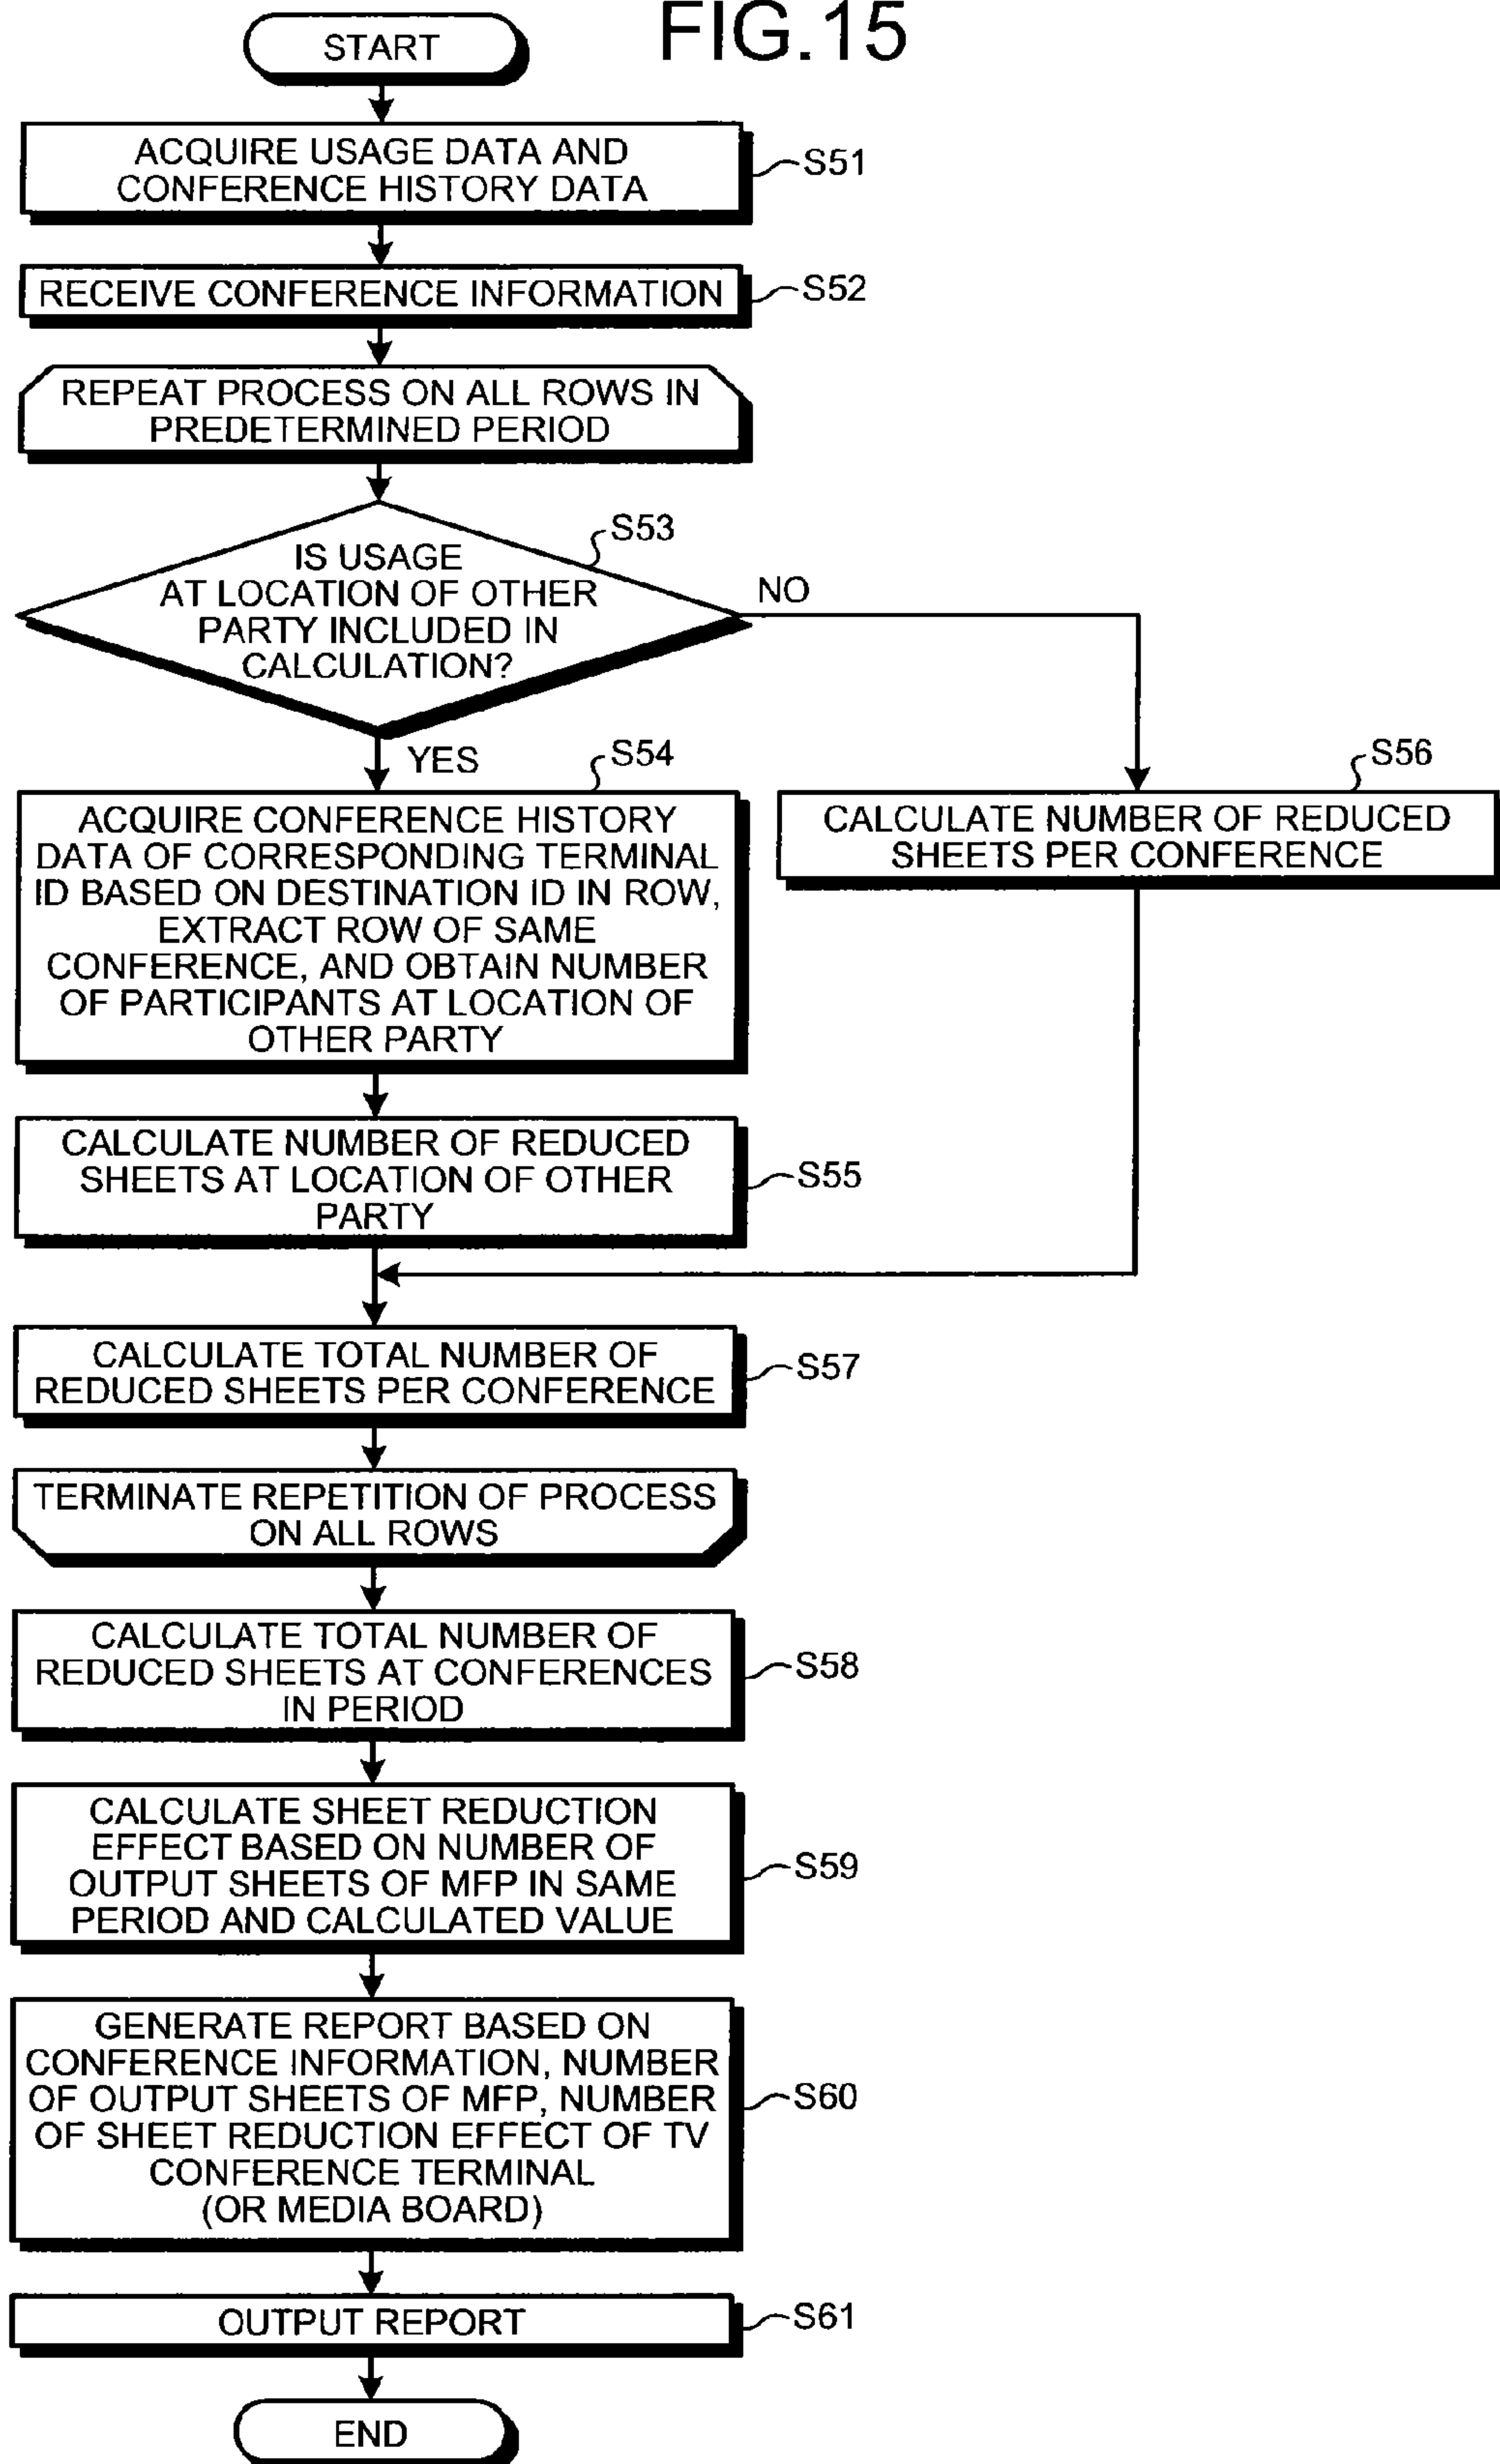 FIG.15
START
ACQUIRE USAGE DATA AND
CONFERENCE HISTORY DATA
S51
RECEIVE CONFERENCE INFORMATION
S52
REPEAT PROCESS ON ALL ROWS IN
PREDETERMINED PERIOD
S53
IS USAGE
AT LOCATION OF OTHER
PARTY INCLUDED IN
CALCULATION?
NO
YES
S54
ACQUIRE CONFERENCE HISTORY
DATA OF CORRESPONDING TERMINAL
ID BASED ON DESTINATION ID IN ROW,
EXTRACT ROW OF SAME
CONFERENCE, AND OBTAIN NUMBER
OF PARTICIPANTS AT LOCATION OF
OTHER PARTY
S56
CALCULATE NUMBER OF REDUCED
SHEETS PER CONFERENCE
CALCULATE NUMBER OF REDUCED
SHEETS AT LOCATION OF OTHER
PARTY
S55
CALCULATE TOTAL NUMBER OF
REDUCED SHEETS PER CONFERENCE
S57
TERMINATE REPETITION OF PROCESS
ON ALL ROWS
CALCULATE TOTAL NUMBER OF
REDUCED SHEETS AT CONFERENCES
IN PERIOD
S58
CALCULATE SHEET REDUCTION
EFFECT BASED ON NUMBER OF
OUTPUT SHEETS OF MFP IN SAME
PERIOD AND CALCULATED VALUE
S59
GENERATE REPORT BASED ON
CONFERENCE INFORMATION, NUMBER
OF OUTPUT SHEETS OF MFP, NUMBER
OF SHEET REDUCTION EFFECT OF TV
CONFERENCE TERMINAL
(OR MEDIA BOARD)
S60
OUTPUT REPORT
S61
END